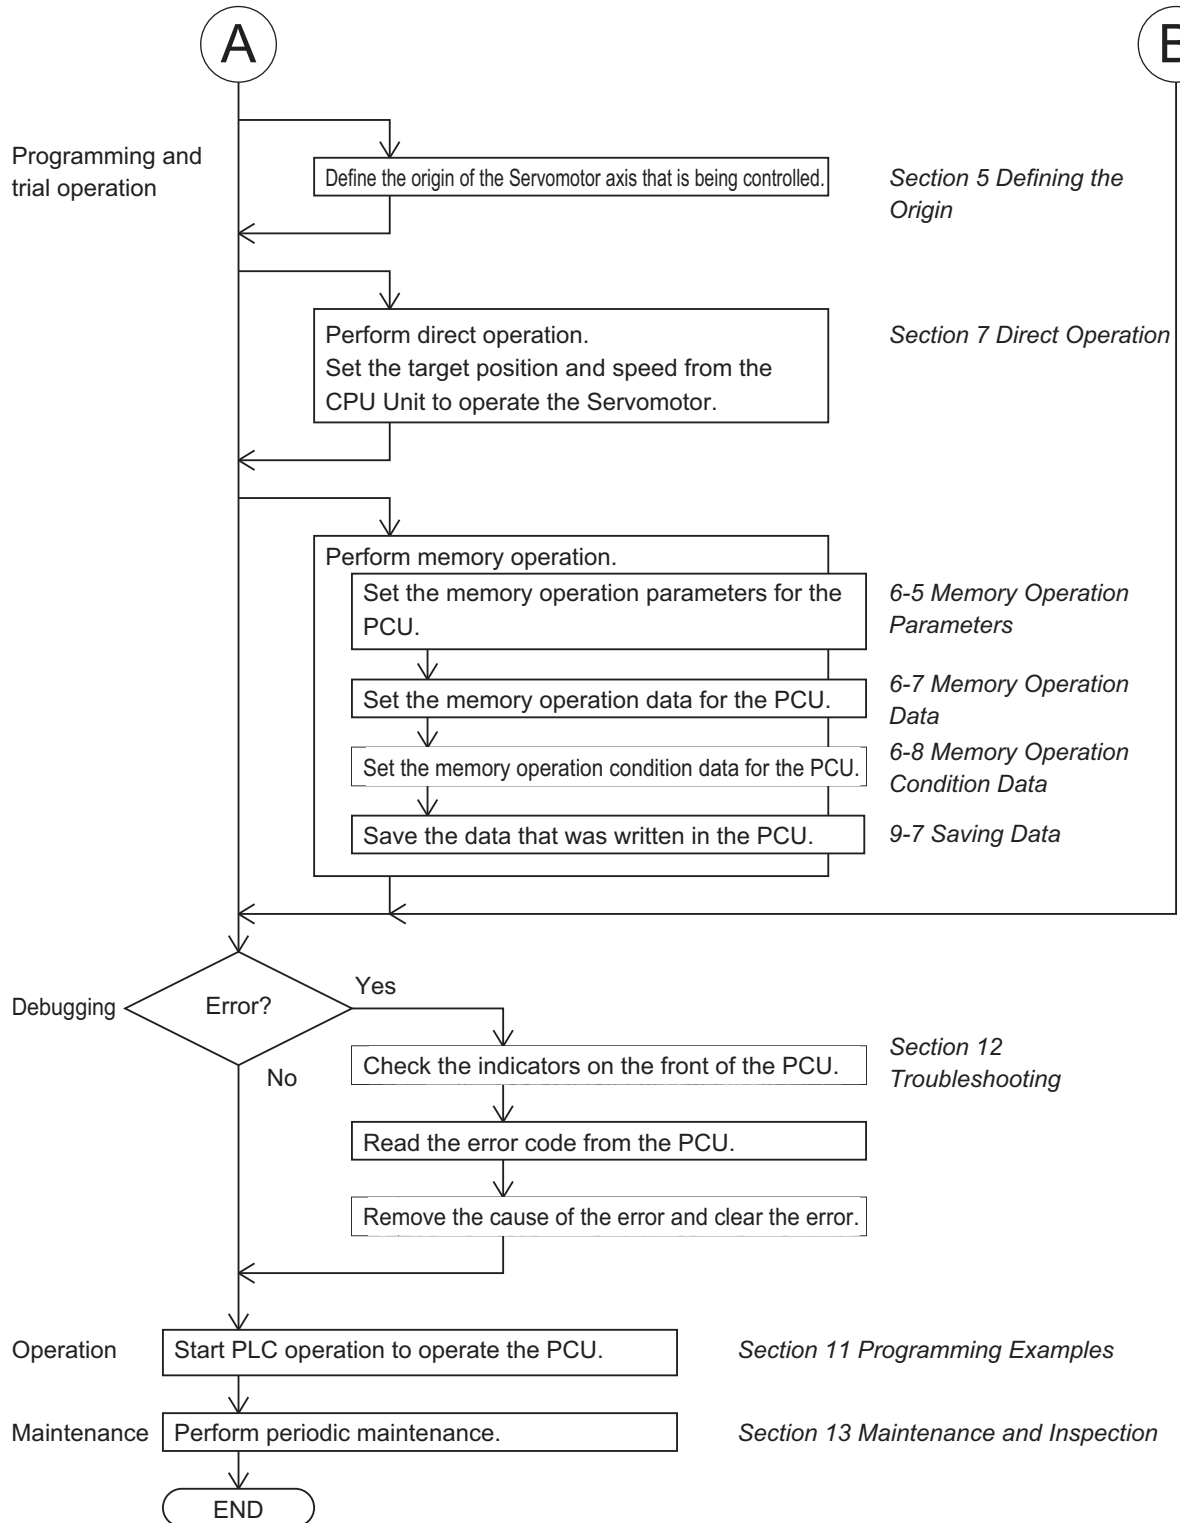 A
B
Programming and
trial operation
Define the origin of the Servomotor axis that is being controlled.
Section 5 Defining the
Origin
Perform direct operation.
Set the target position and speed from the
CPU Unit to operate the Servomotor.
Section 7 Direct Operation
Perform memory operation.
Set the memory operation parameters for the
PCU.
6-5 Memory Operation
Parameters
Set the memory operation data for the PCU.
6-7 Memory Operation
Data
Set the memory operation condition data for the PCU.
6-8 Memory Operation
Condition Data
Save the data that was written in the PCU.
9-7 Saving Data
Debugging
Error?
Yes
No
Check the indicators on the front of the PCU.
Section 12
Troubleshooting
Read the error code from the PCU.
Remove the cause of the error and clear the error.
Operation
Start PLC operation to operate the PCU.
Section 11 Programming Examples
Maintenance
Perform periodic maintenance.
Section 13 Maintenance and Inspection
END